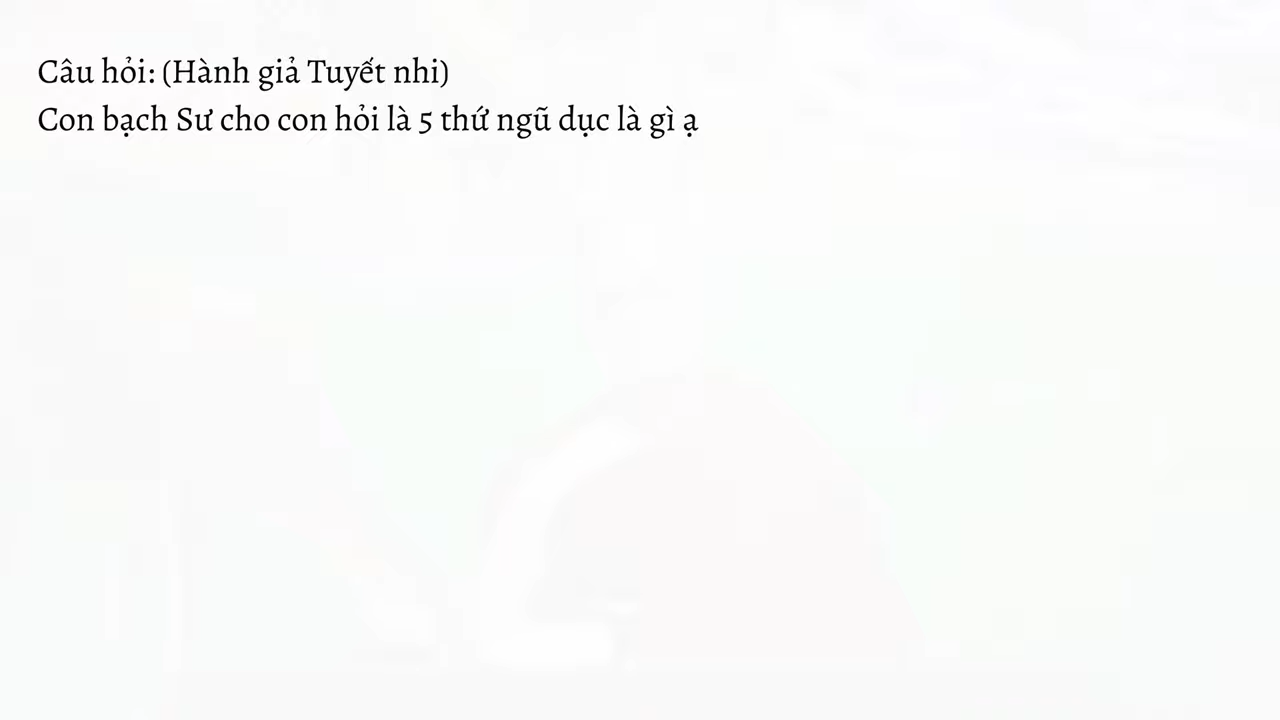 Câu hỏi: (Hành giả Tuyết nhi)
Con bạch Sư cho con hỏi là 5 thứ ngũ dục là gì ạ